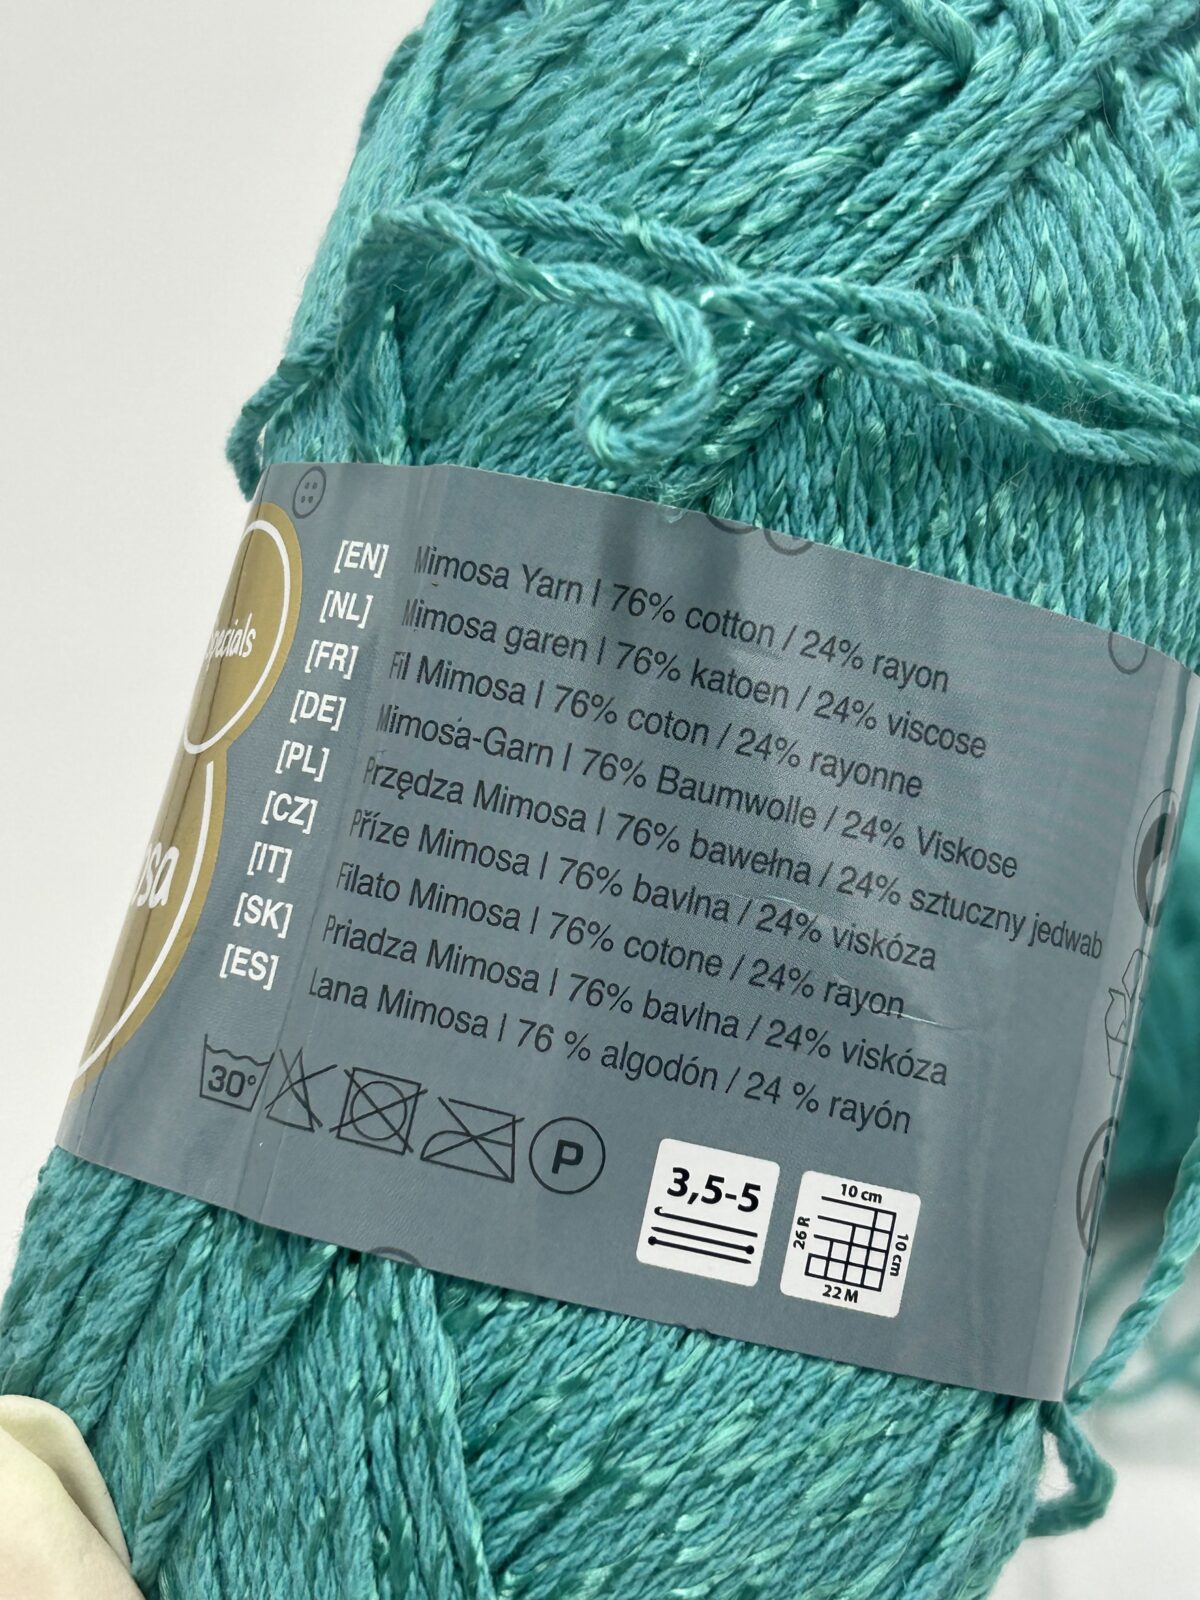 [EN] Mimosa Yarn | 76% cotton / 24% rayon
[NL] Mimosa garen | 76% katoen / 24% viscose
[FR] Fil Mimosa | 76% coton / 24% rayonne
[DE] Mimosa-Garn | 76% Baumwolle / 24% Viskose
[PL] Przędza Mimosa | 76% bawełna / 24% sztuczny jedwab
[CZ] Příze Mimosa | 76% bavlna / 24% viskóza
[IT] Filato Mimosa | 76% cotone / 24% rayon
[SK] Priadza Mimosa | 76% bavlna / 24% viskóza
[ES] Lana Mimosa | 76 % algodón / 24 % rayón
30°
P
3,5-5
10 cm
26 R
10 cm
22 M